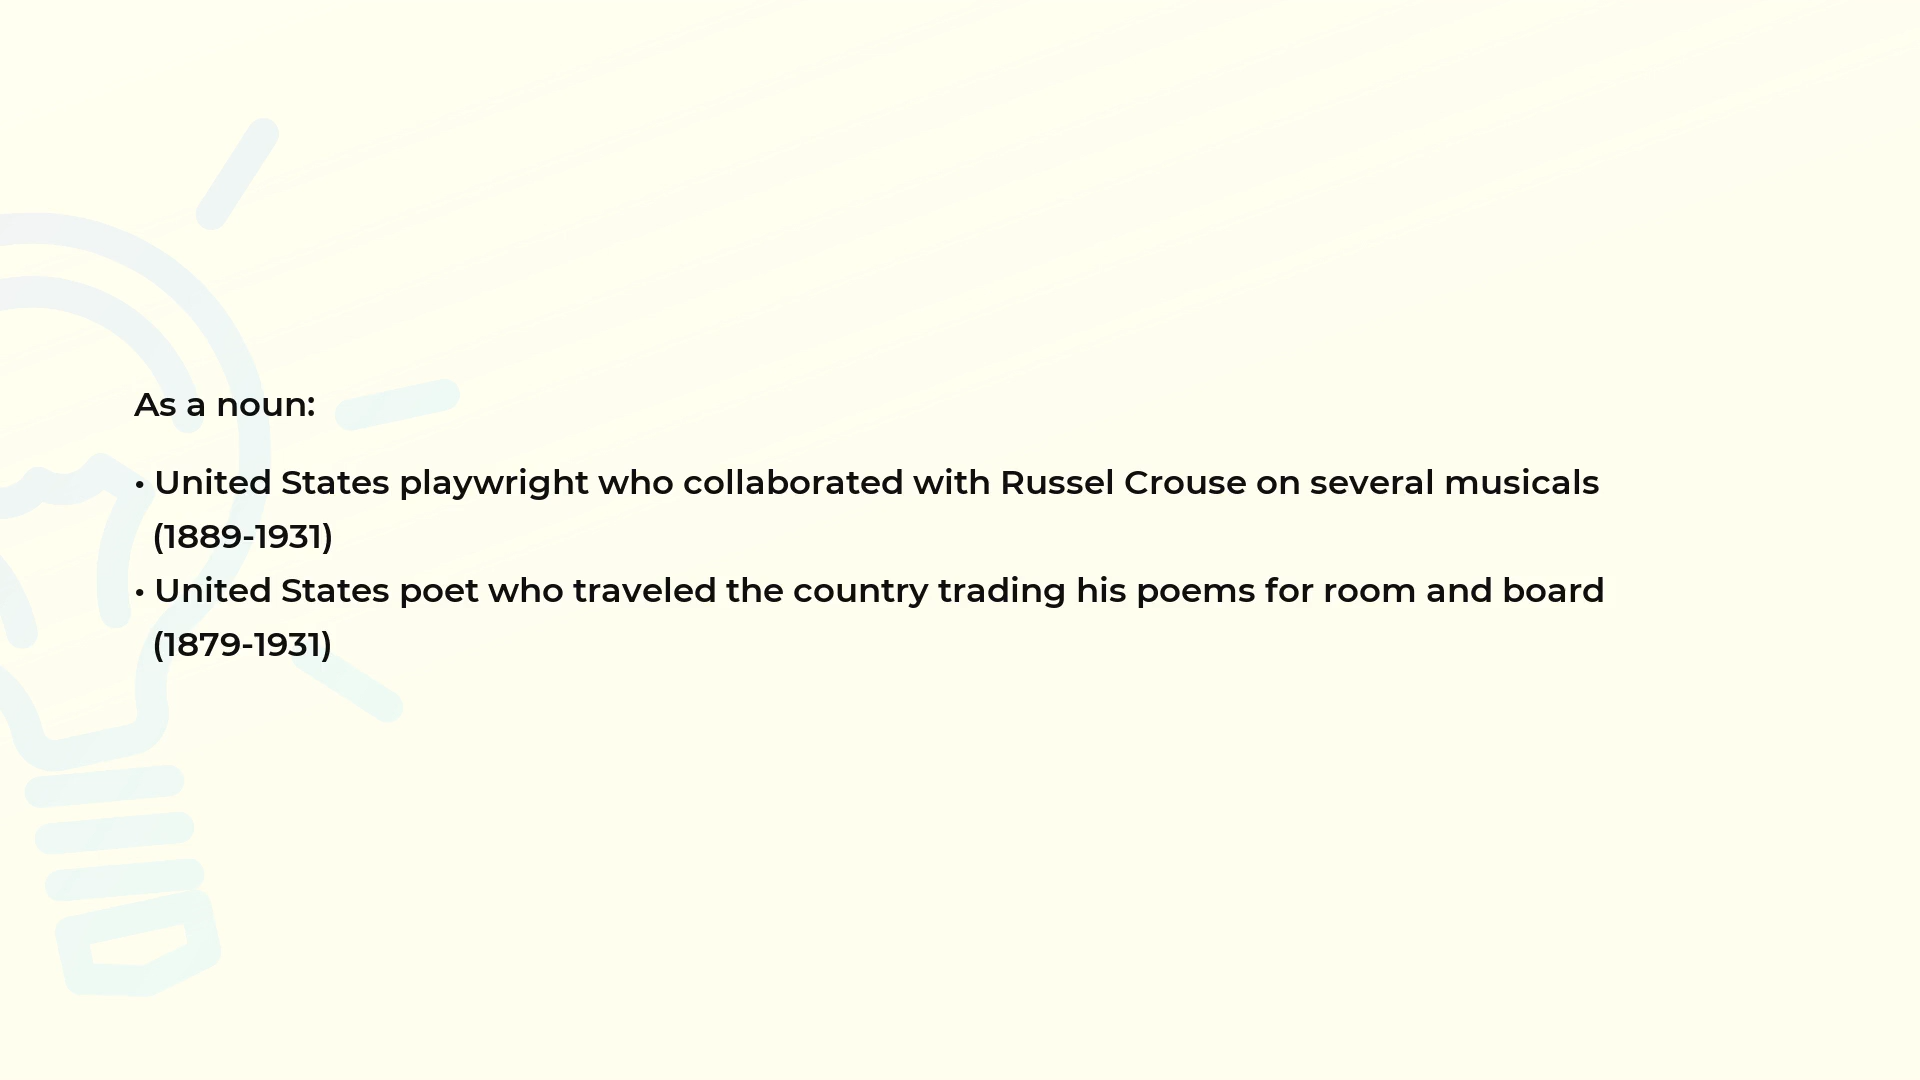 As a noun:
• United States playwright who collaborated with Russel Crouse on several musicals
(1889-1931)
• United States poet who traveled the country trading his poems for room and board
(1879-1931)